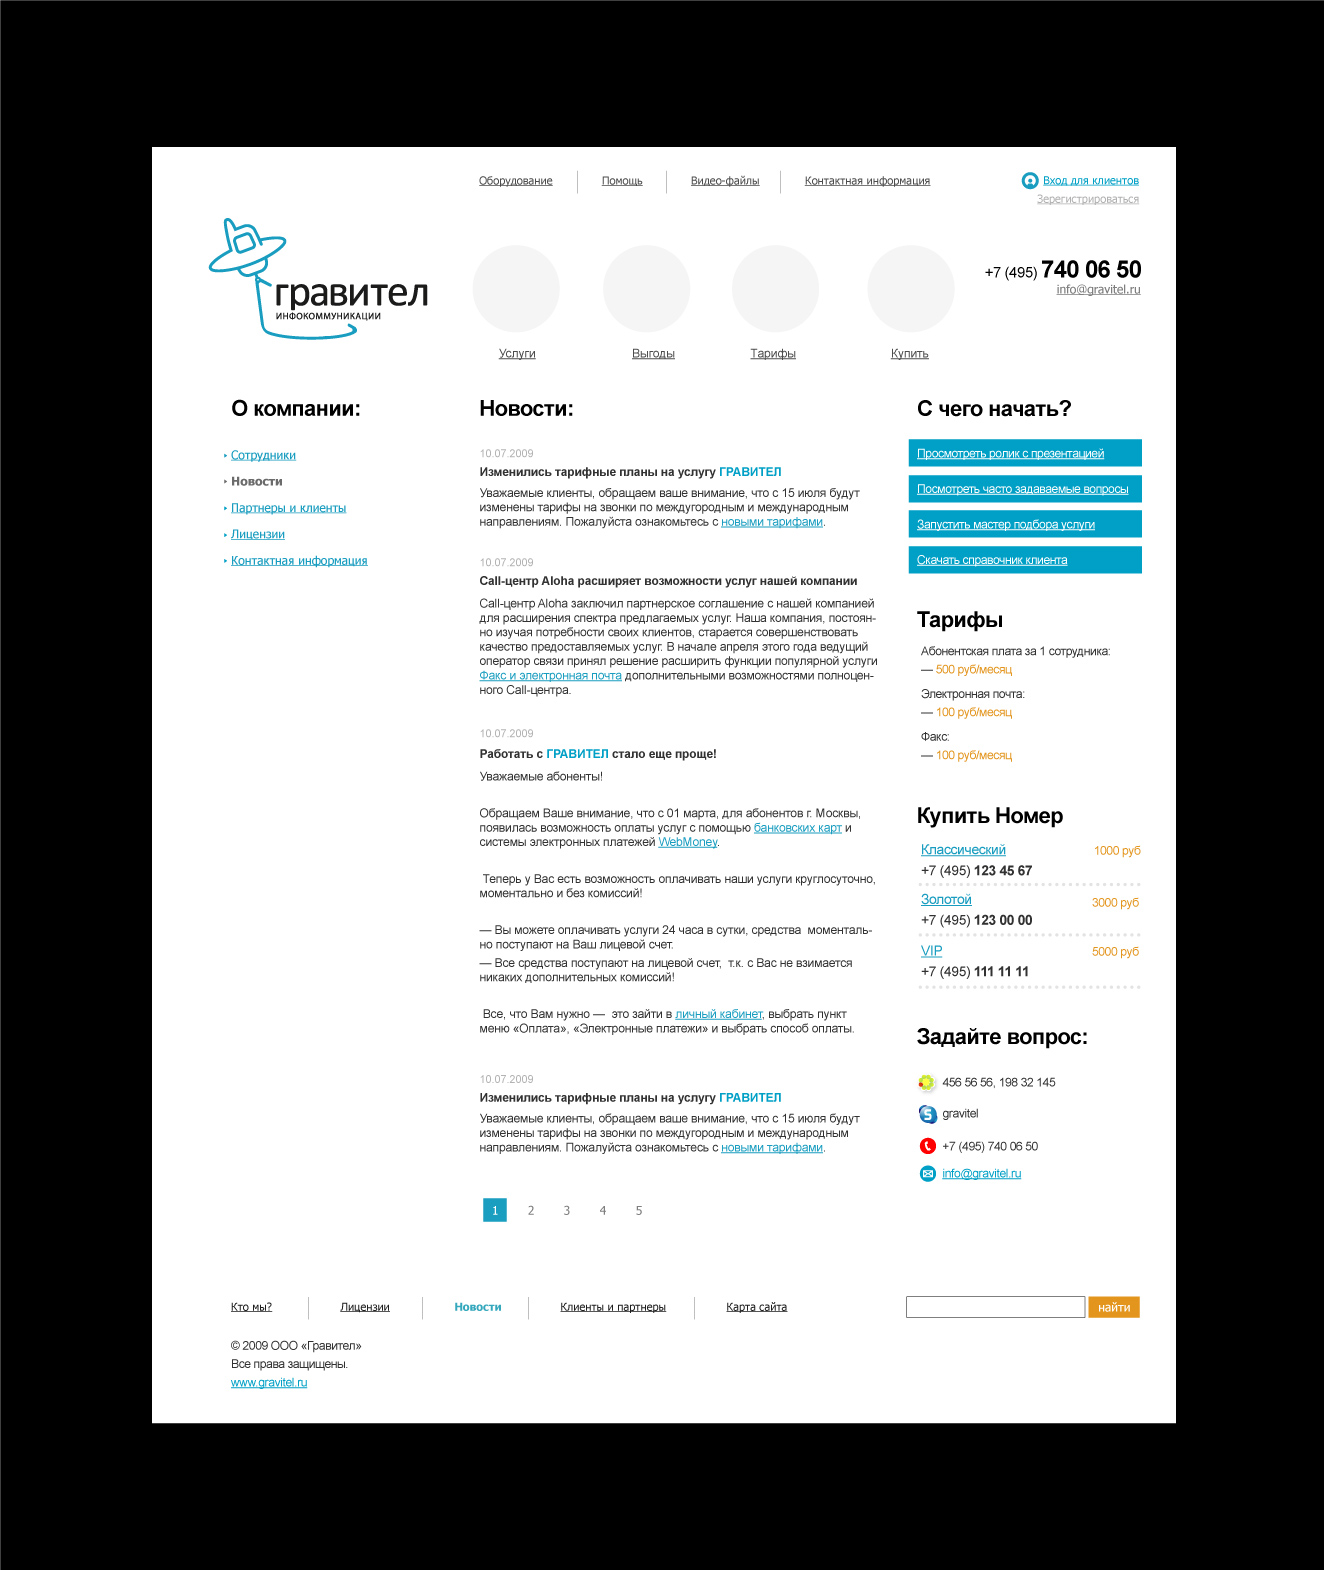 Оборудование
Помощь
Видео-файлы
Контактная информация
Вход для клиентов
Зерегистрироваться
гравител
ИНФОКОММУНИКАЦИИ
+7 (495) 740 06 50
info@gravitel.ru
Услуги
Выгоды
Тарифы
Купить
О компании:
Сотрудники
Новости
Партнеры и клиенты
Лицензии
Контактная информация
Новости:
10.07.2009
Изменились тарифные планы на услугу ГРАВИТЕЛ
Уважаемые клиенты, обращаем ваше внимание, что с 15 июля будут
изменены тарифы на звонки по междугородным и международным
направлениям. Пожалуйста ознакомьтесь с новыми тарифами.
10.07.2009
Call-центр Aloha расширяет возможности услуг нашей компании
Call-центр Aloha заключил партнерское соглашение с нашей компанией
для расширения спектра предлагаемых услуг. Наша компания, постоян-
но изучая потребности своих клиентов, старается совершенствовать
качество предоставляемых услуг. В начале апреля этого года ведущий
оператор связи принял решение расширить функции популярной услуги
Факс и электронная почта дополнительными возможностями полноцен-
ного Call-центра.
10.07.2009
Работать с ГРАВИТЕЛ стало еще проще!
Уважаемые абоненты!
Обращаем Ваше внимание, что с 01 марта, для абонентов г. Москвы,
появилась возможность оплаты услуг с помощью банковских карт и
системы электронных платежей WebMoney.
Теперь у Вас есть возможность оплачивать наши услуги круглосуточно,
моментально и без комиссий!
— Вы можете оплачивать услуги 24 часа в сутки, средства  моменталь-
но поступают на Ваш лицевой счет.
— Все средства поступают на лицевой счет,  т.к. с Вас не взимается
никаких дополнительных комиссий!
Все, что Вам нужно —  это зайти в личный кабинет, выбрать пункт
меню «Оплата», «Электронные платежи» и выбрать способ оплаты.
10.07.2009
Изменились тарифные планы на услугу ГРАВИТЕЛ
Уважаемые клиенты, обращаем ваше внимание, что с 15 июля будут
изменены тарифы на звонки по междугородным и международным
направлениям. Пожалуйста ознакомьтесь с новыми тарифами.
1 2 3 4 5
С чего начать?
Просмотреть ролик с презентацией
Посмотреть часто задаваемые вопросы
Запустить мастер подбора услуги
Скачать справочник клиента
Тарифы
Абонентская плата за 1 сотрудника:
— 500 руб/месяц
Электронная почта:
— 100 руб/месяц
Факс:
— 100 руб/месяц
Купить Номер
Классический 1000 руб
+7 (495) 123 45 67
Золотой 3000 руб
+7 (495) 123 00 00
VIP 5000 руб
+7 (495) 111 11 11
Задайте вопрос:
456 56 56, 198 32 145
gravitel
+7 (495) 740 06 50
info@gravitel.ru
Кто мы?
Лицензии
Новости
Клиенты и партнеры
Карта сайта
найти
© 2009 ООО «Гравител»
Все права защищены.
www.gravitel.ru